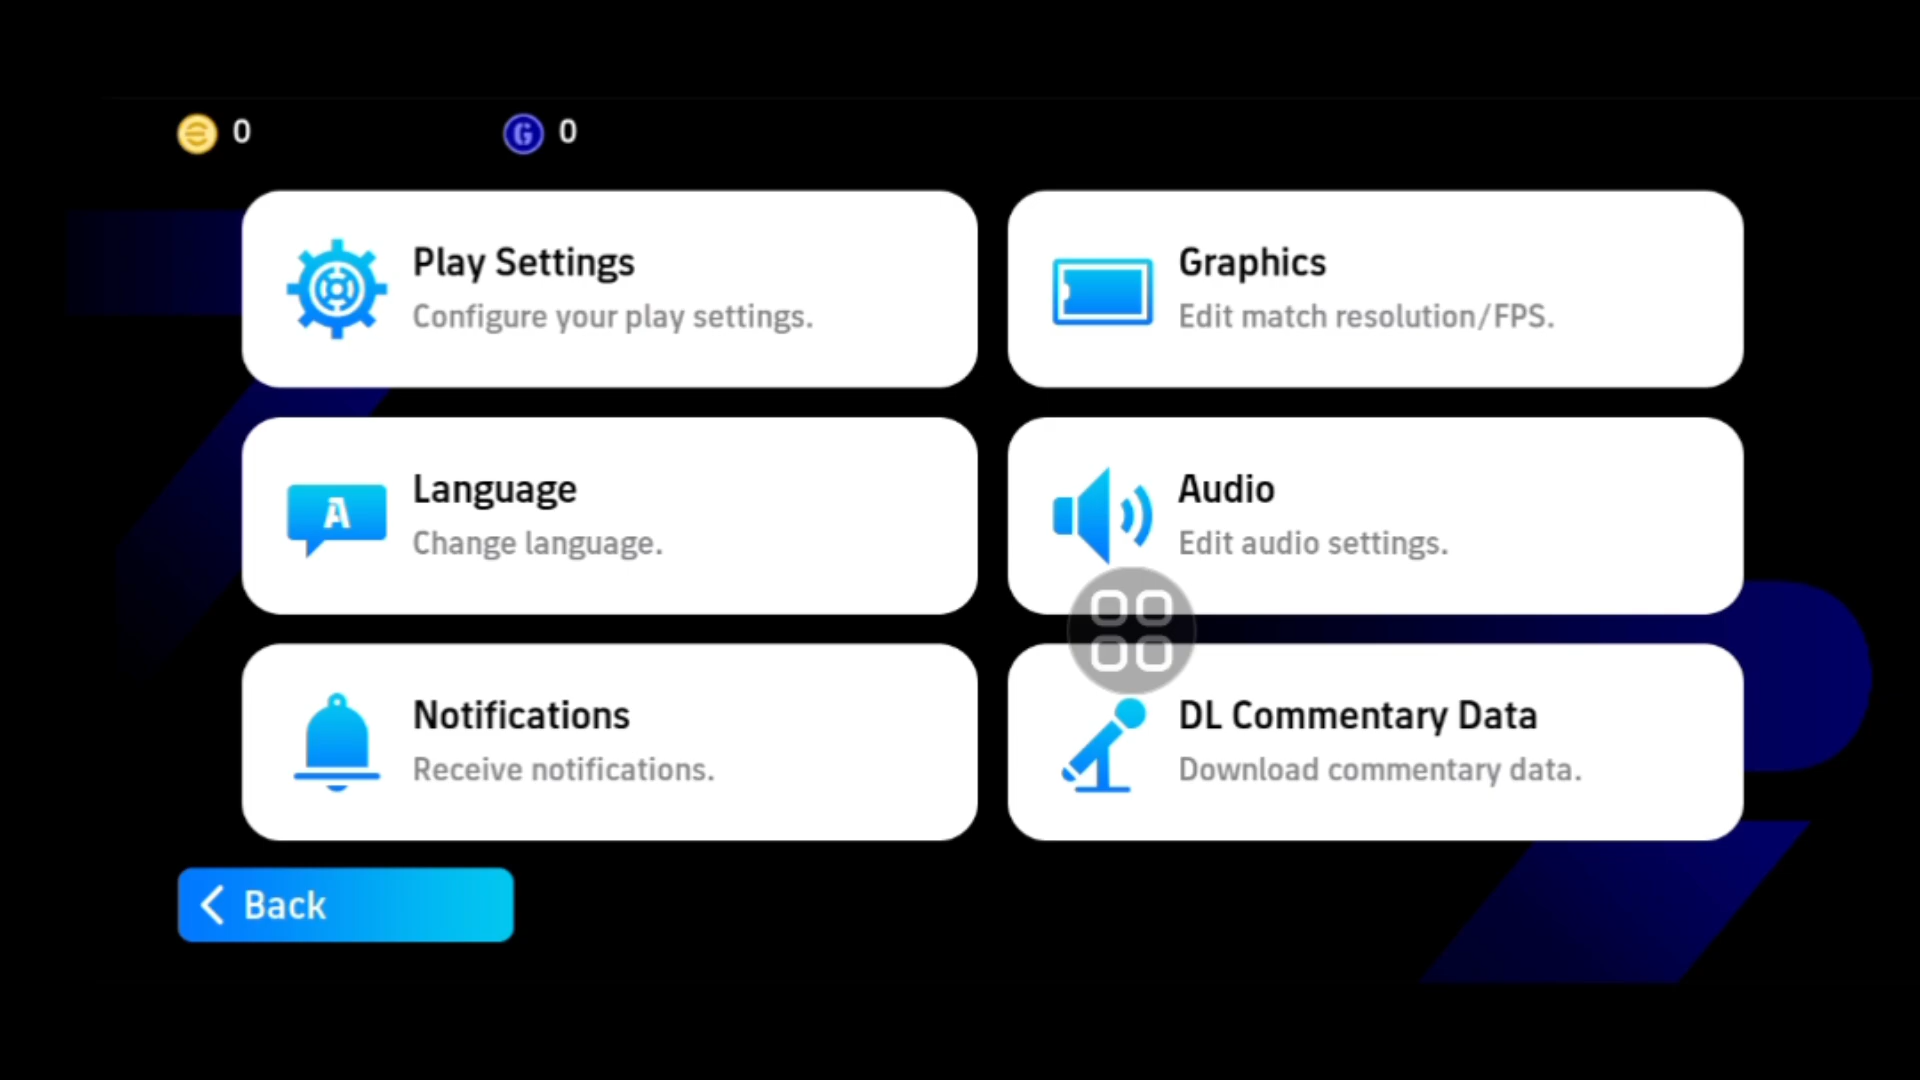 0
0
Play Settings
Configure your play settings.
Graphics
Edit match resolution/FPS.
Language
Change language.
A
Audio
Edit audio settings.
Notifications
Receive notifications.
DL Commentary Data
Download commentary data.
Back